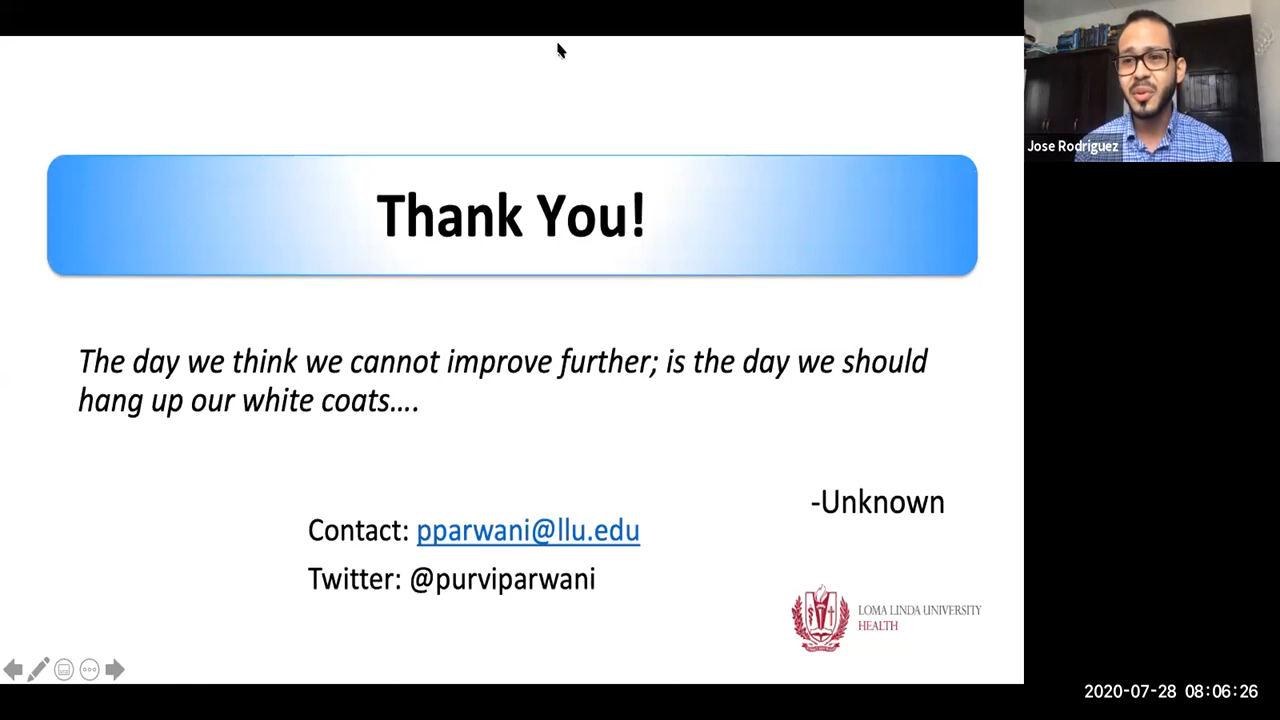 Thank You!
The day we think we cannot improve further; is the day we should
hang up our white coats....
-Unknown
Contact: pparwani@llu.edu
Twitter: @purviparwani
LOMA LINDA UNIVERSITY
HEALTH
Jose Rodríguez
2020-07-28 08:06:26